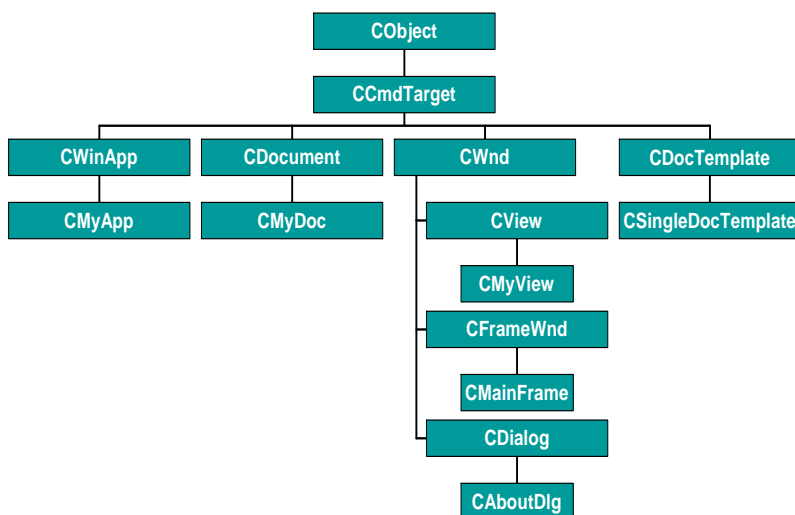 CObject
CCmdTarget
CWinApp
CDocument
CWnd
CDocTemplate
CMyApp
CMyDoc
CView
CSingleDocTemplate
CMyView
CFrameWnd
CMainFrame
CDialog
CAboutDlg